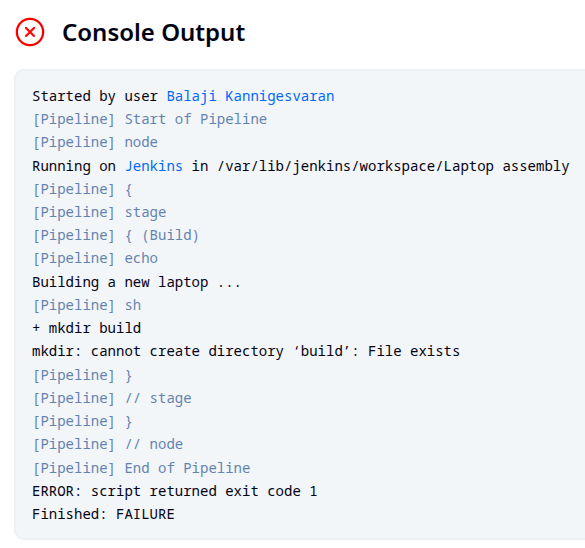 Console Output
Started by user Balaji Kannigesvaran
[Pipeline] Start of Pipeline
[Pipeline] node
Running on Jenkins in /var/lib/jenkins/workspace/Laptop assembly
[Pipeline] {
[Pipeline] stage
[Pipeline] { (Build)
[Pipeline] echo
Building a new laptop ...
[Pipeline] sh
+ mkdir build
mkdir: cannot create directory ‘build’: File exists
[Pipeline] }
[Pipeline] // stage
[Pipeline] }
[Pipeline] // node
[Pipeline] End of Pipeline
ERROR: script returned exit code 1
Finished: FAILURE